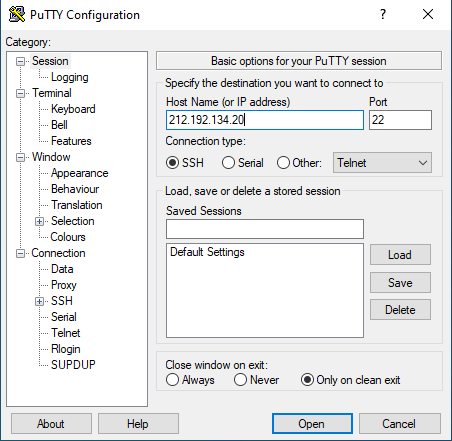 PuTTY Configuration
?
Category:
Session
Logging
Terminal
Keyboard
Bell
Features
Window
Appearance
Behaviour
Translation
Selection
Colours
Connection
Data
Proxy
SSH
Serial
Telnet
Rlogin
SUPDUP
Basic options for your PuTTY session
Specify the destination you want to connect to
Host Name (or IP address) Port
212.192.134.20 22
Connection type:
SSH Serial Other: Telnet
Load, save or delete a stored session
Saved Sessions
Default Settings
Load
Save
Delete
Close window on exit:
Always Never Only on clean exit
About Help Open Cancel